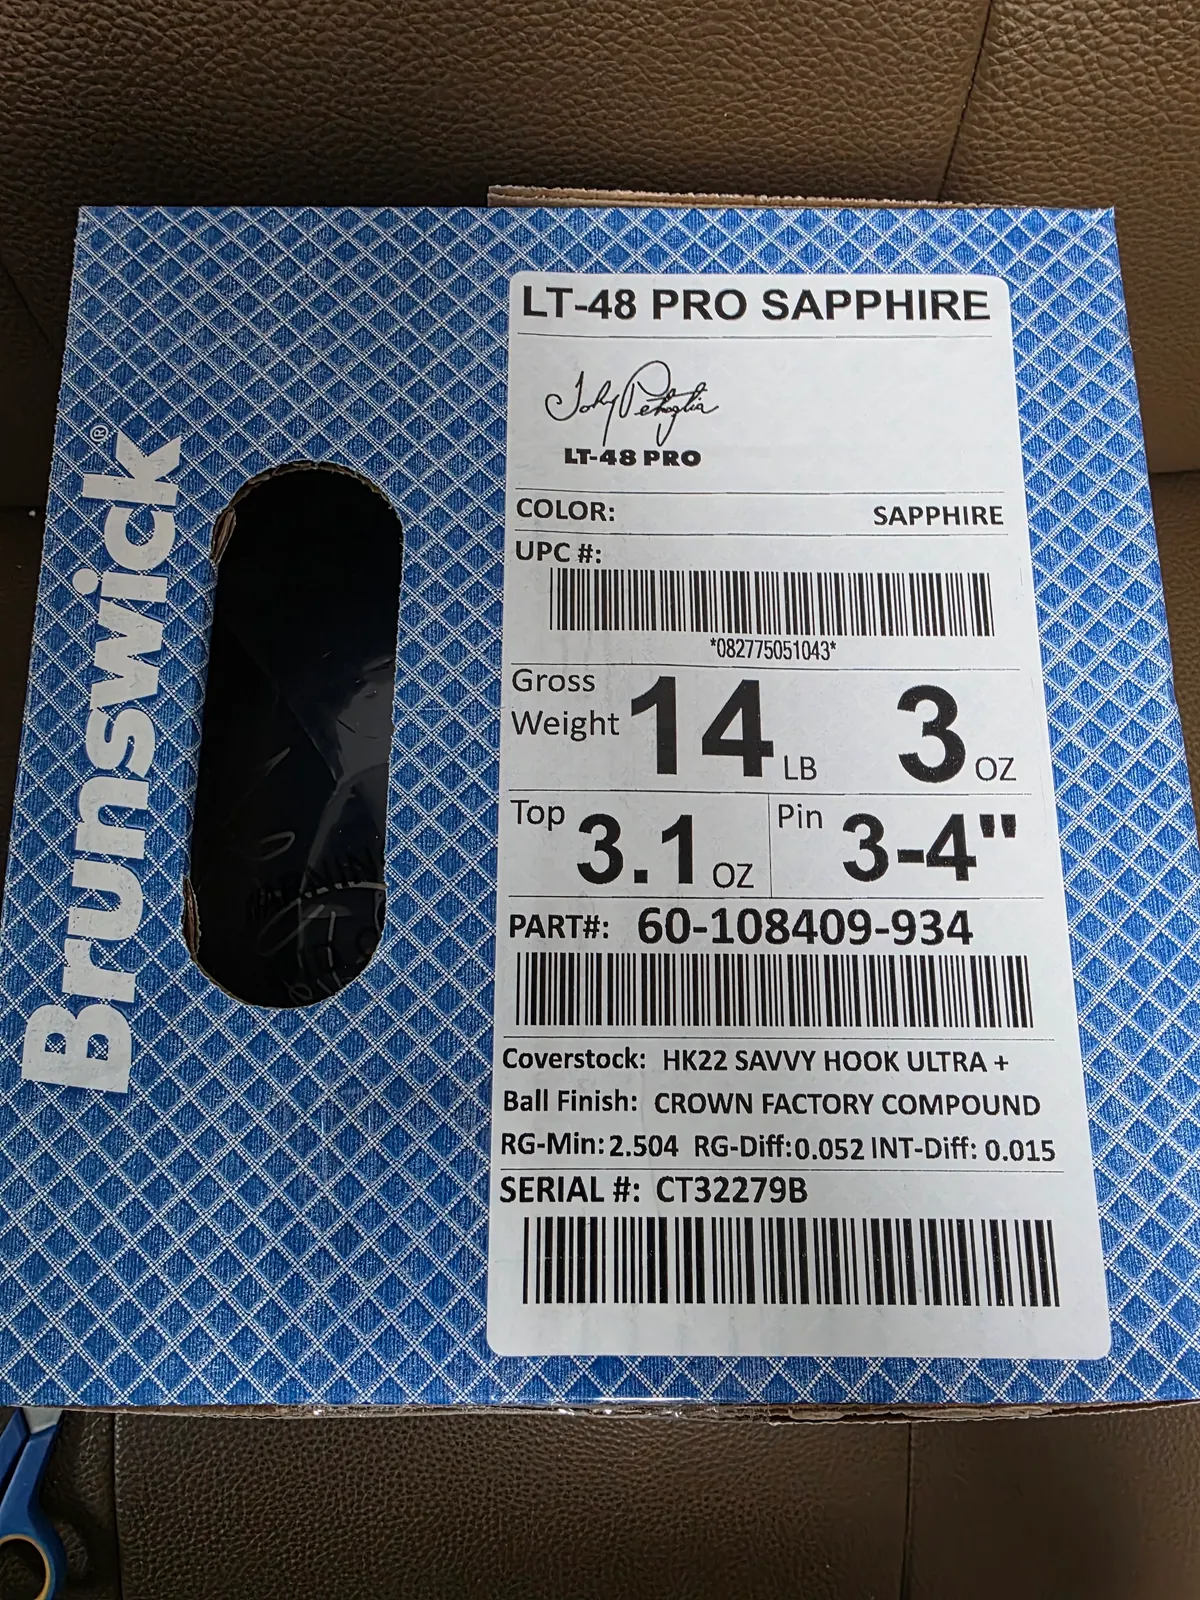 Brunswick®
LT-48 PRO SAPPHIRE
LT-48 PRO
COLOR: SAPPHIRE
UPC #:
*082775051043*
Gross Weight 14 LB 3 OZ
Top 3.1 OZ Pin 3-4"
PART#: 60-108409-934
Coverstock: HK22 SAVVY HOOK ULTRA +
Ball Finish: CROWN FACTORY COMPOUND
RG-Min: 2.504 RG-Diff: 0.052 INT-Diff: 0.015
SERIAL #: CT32279B